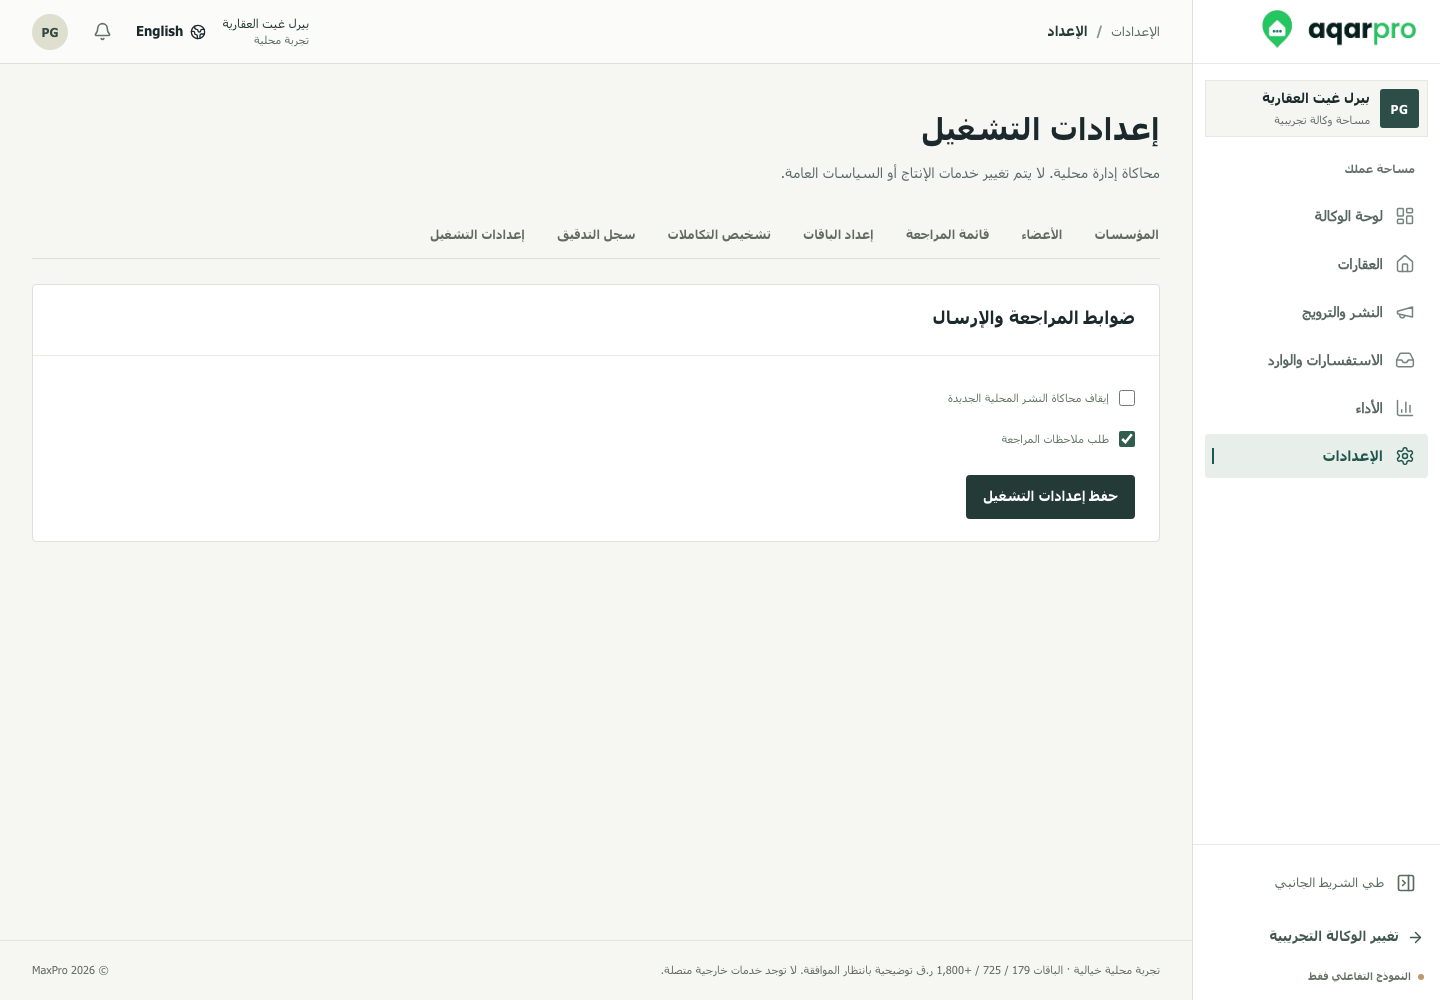 aqarpro
PG
بيرل غيت العقارية
مساحة وكالة تجريبية
مساحة عملك
لوحة الوكالة
العقارات
النشر والترويج
الاستفسارات والوارد
الأداء
الإعدادات
طي الشريط الجانبي
تغيير الوكالة التجريبية
النموذج التفاعلي فقط
الإعدادات / الإعداد
بيرل غيت العقارية
تجربة محلية
English
PG
إعدادات التشغيل
محاكاة إدارة محلية. لا يتم تغيير خدمات الإنتاج أو السياسات العامة.
المؤسسات الأعضاء قائمة المراجعة إعداد الباقات تشخيص التكاملات سجل التدقيق إعدادات التشغيل
ضوابط المراجعة والإرسال
إيقاف محاكاة النشر المحلية الجديدة
طلب ملاحظات المراجعة
حفظ إعدادات التشغيل
تجربة محلية خيالية · الباقات 179 / 725 / +1,800 ر.ق توضيحية بانتظار الموافقة. لا توجد خدمات خارجية متصلة.
© 2026 MaxPro